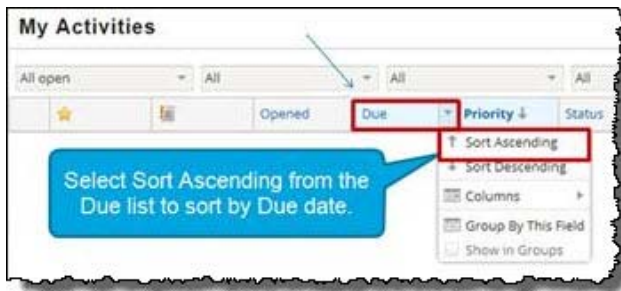 My Activities
All open All All All
Opened Due Priority Status
Sort Ascending
Sort Descending
Columns
Group By This Field
Show in Groups
Select Sort Ascending from the
Due list to sort by Due date.